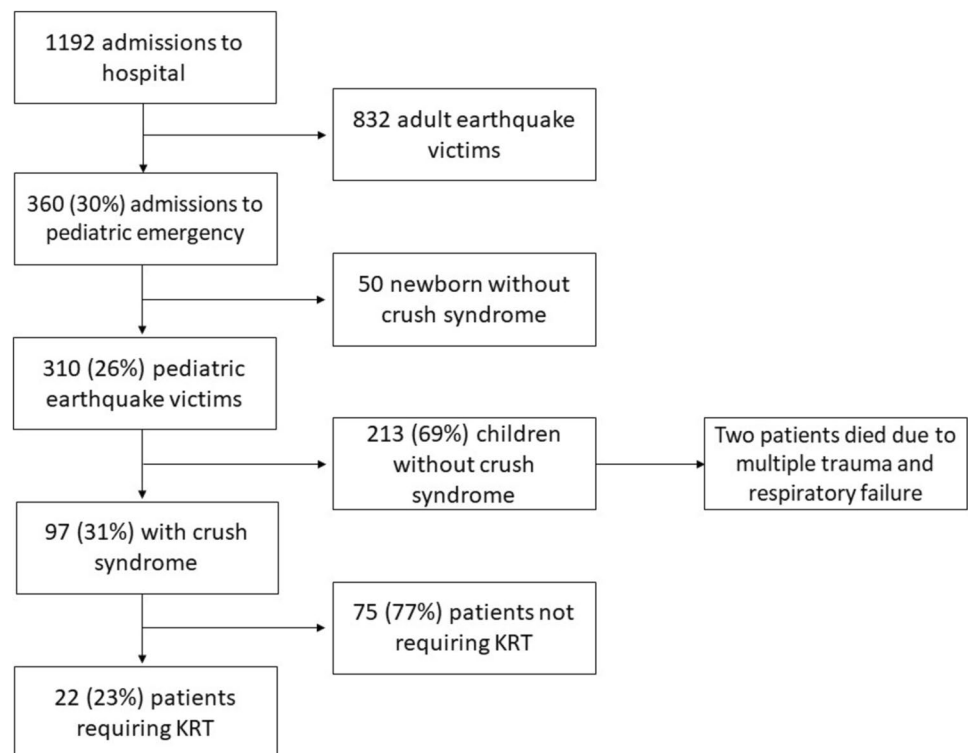 1192 admissions to
hospital
832 adult earthquake
victims
360 (30%) admissions to
pediatric emergency
50 newborn without
crush syndrome
310 (26%) pediatric
earthquake victims
213 (69%) children
without crush
syndrome
Two patients died due to
multiple trauma and
respiratory failure
97 (31%) with crush
syndrome
75 (77%) patients not
requiring KRT
22 (23%) patients
requiring KRT